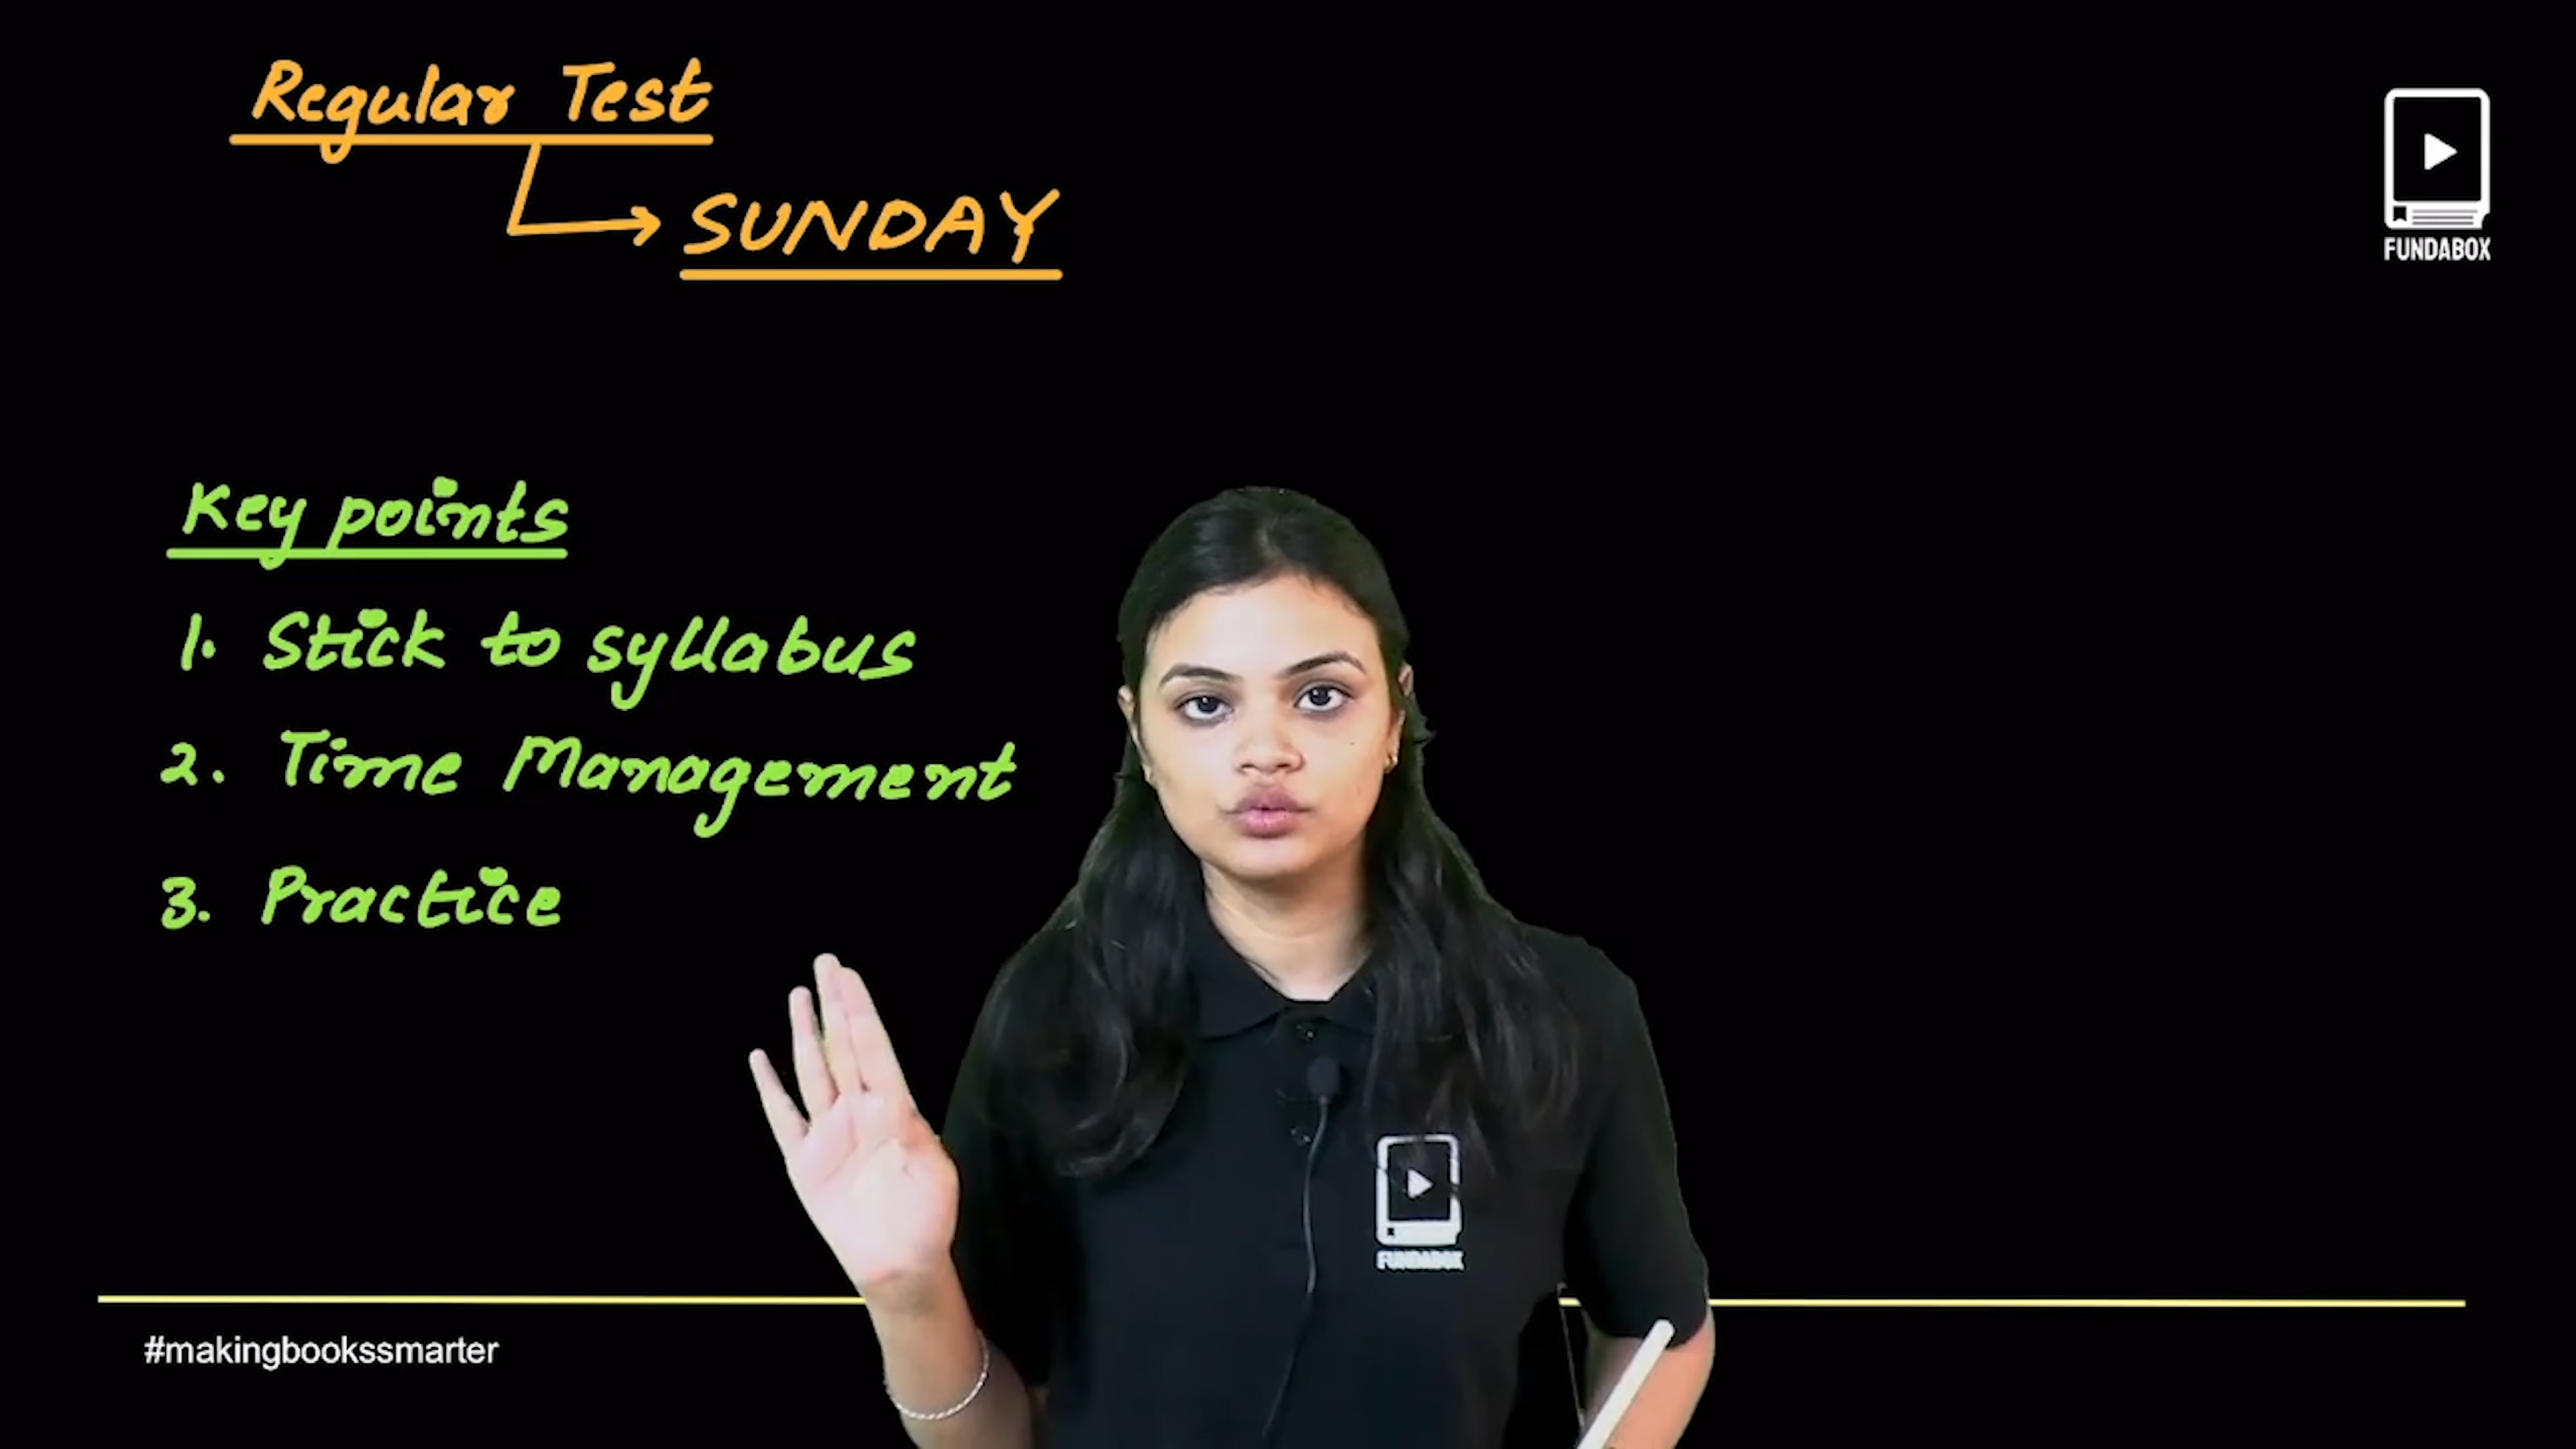 Regular Test
SUNDAY
FUNDABOX
Key points
1. Stick to syllabus
2. Time Management
3. Practice
FUNDABOX
#makingbookssmarter